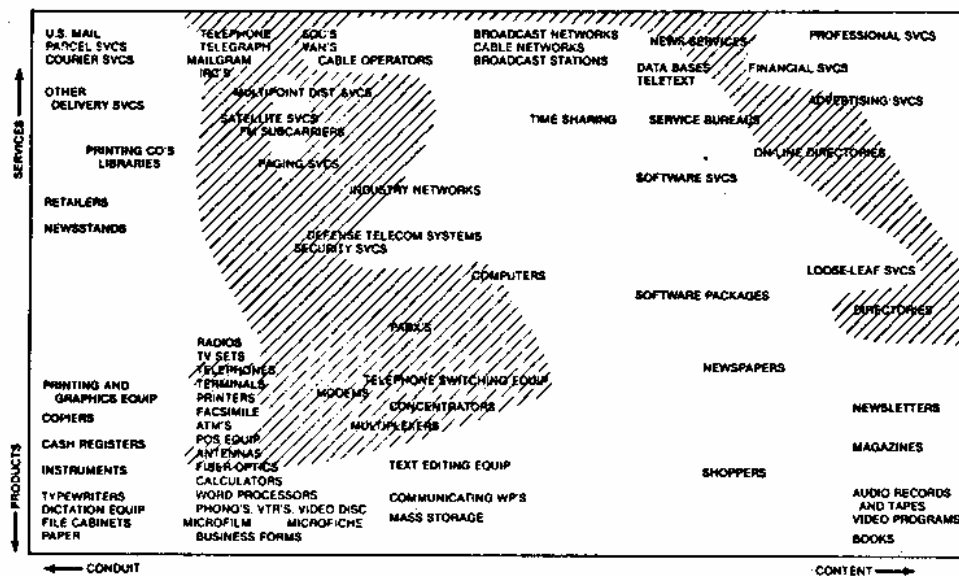 U.S. MAIL
PARCEL SVCS
COURIER SVCS
OTHER
DELIVERY SVCS
PRINTING CO'S
LIBRARIES
RETAILERS
NEWSSTANDS
PRINTING AND
GRAPHICS EQUIP
COPIERS
CASH REGISTERS
INSTRUMENTS
TYPEWRITERS
DICTATION EQUIP
FILE CABINETS
PAPER
TELEPHONE
TELEGRAPH
MAILGRAM
IRC'S
VAN'S
CABLE OPERATORS
MULTIPOINT DIST SVCS
SATELLITE SVCS
FM SUBCARRIERS
PAGING SVCS
INDUSTRY NETWORKS
DEFENSE TELECOM SYSTEMS
SECURITY SVCS
COMPUTERS
PABX'S
RADIOS
TV SETS
TELEPHONES
TERMINALS
PRINTERS
FACSIMILE
ATM'S
POS EQUIP
ANTENNAS
FIBER OPTICS
CALCULATORS
WORD PROCESSORS
PHONO'S, VTR'S, VIDEO DISC
MICROFILM MICROFICHE
BUSINESS FORMS
TELEPHONE SWITCHING EQUIP
MODEMS
CONCENTRATORS
MULTIPLEXERS
TEXT EDITING EQUIP
COMMUNICATING WP'S
MASS STORAGE
BROADCAST NETWORKS
CABLE NETWORKS
BROADCAST STATIONS
TIME SHARING
NEWS SERVICES
DATA BASES
TELETEXT
SERVICE BUREAUS
SOFTWARE SVCS
SOFTWARE PACKAGES
NEWSPAPERS
SHOPPERS
PROFESSIONAL SVCS
FINANCIAL SVCS
ADVERTISING SVCS
ON-LINE DIRECTORIES
LOOSE-LEAF SVCS
DIRECTORIES
NEWSLETTERS
MAGAZINES
AUDIO RECORDS
AND TAPES
VIDEO PROGRAMS
BOOKS
SERVICES
PRODUCTS
CONDUIT
CONTENT